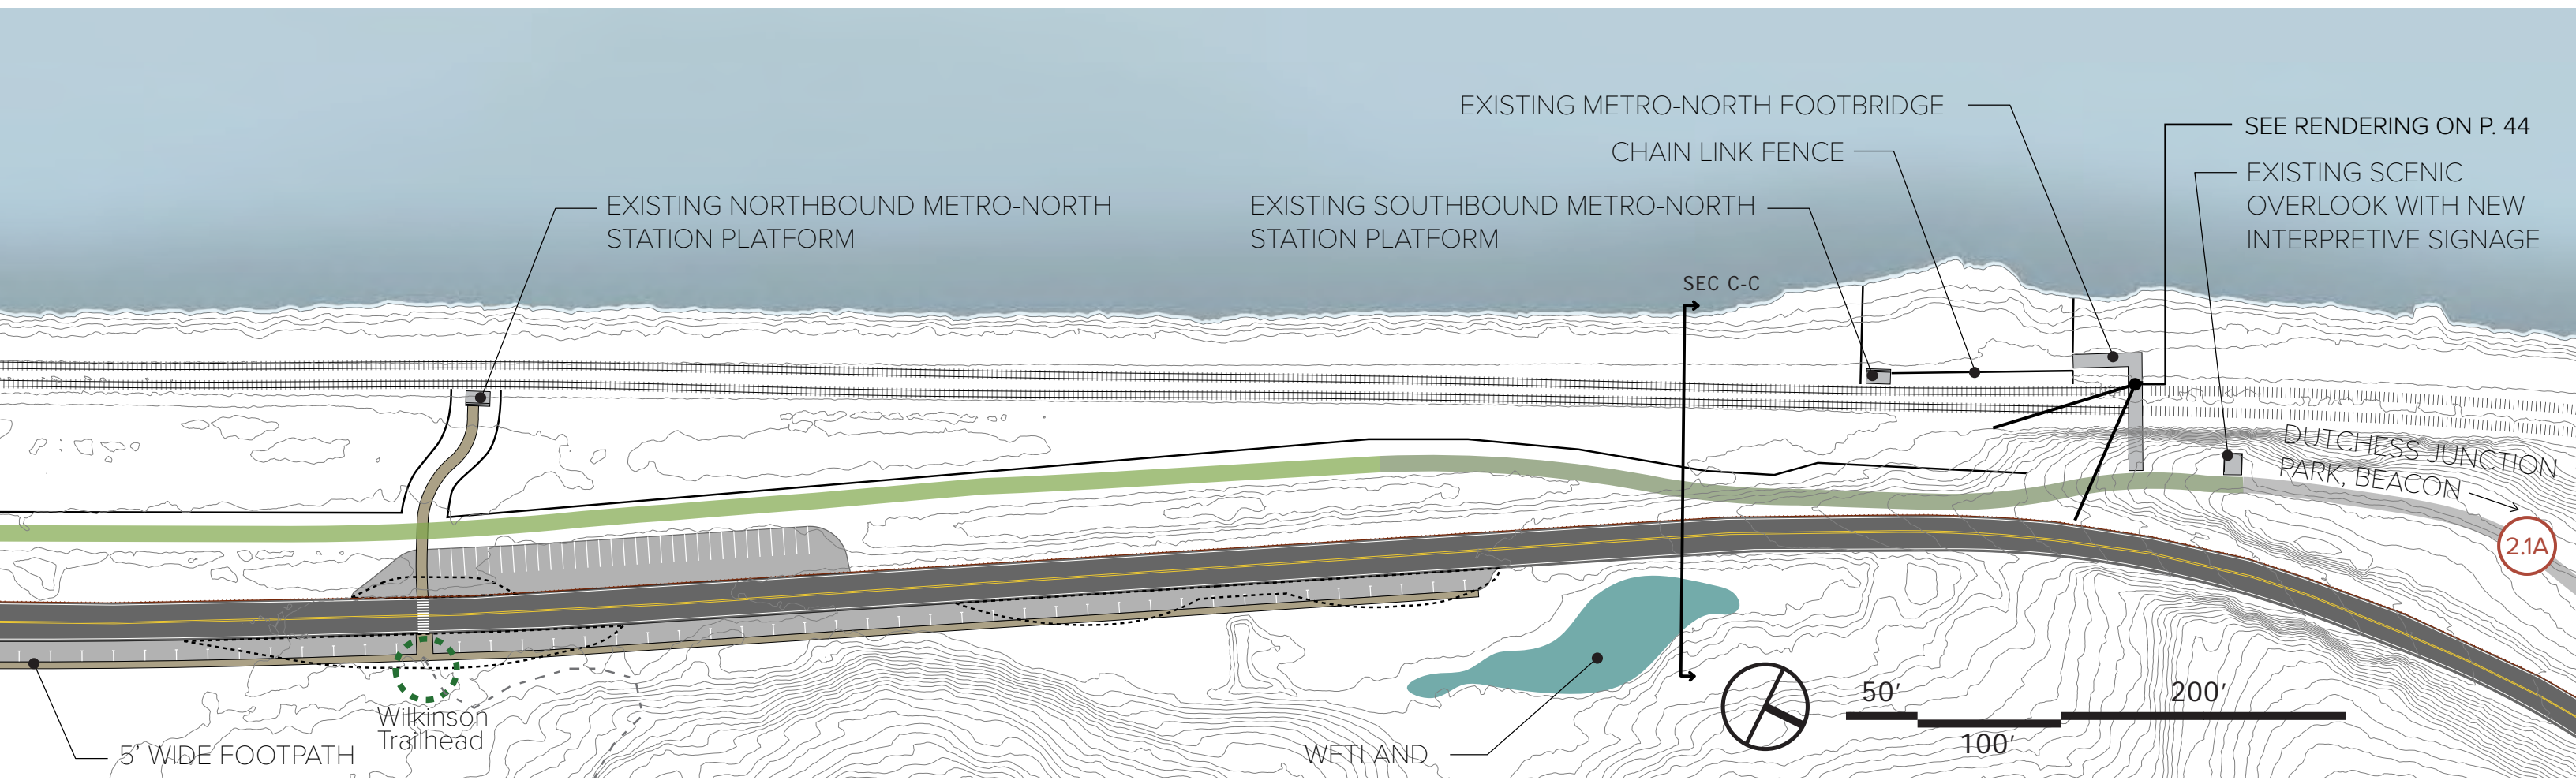 EXISTING METRO-NORTH FOOTBRIDGE
SEE RENDERING ON P. 44
CHAIN LINK FENCE
EXISTING SCENIC
OVERLOOK WITH NEW
INTERPRETIVE SIGNAGE
EXISTING NORTHBOUND METRO-NORTH
STATION PLATFORM
EXISTING SOUTHBOUND METRO-NORTH
STATION PLATFORM
SEC C-C
DUTCHESS JUNCTION
PARK, BEACON
2.1A
Wilkinson
Trailhead
5’ WIDE FOOTPATH
WETLAND
50’
200’
100’